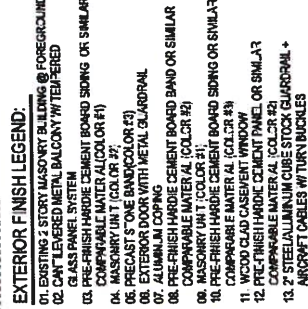 EXTERIOR FINISH LEGEND:
01. EXISTING 2 STORY MASONRY BUILDING @ FOREGROUND
02. CANTILEVERED METAL BALCONY W/ TEMPERED
GLASS PANEL SYSTEM
03. PRE-FINISH HARDIE CEMENT BOARD SIDING OR SIMILAR
COMPARABLE MATERIAL (COLOR #1)
04. MASONRY UNIT (COLOR #2)
05. PRECAST STONE BAND (COLOR #3)
06. EXTERIOR DOOR WITH METAL GUARDRAIL
07. ALUMINUM COPING
08. PRE-FINISH HARDIE CEMENT BOARD BAND OR SIMILAR
COMPARABLE MATERIAL (COLOR #2)
09. MASONRY UNIT (COLOR #1)
10. PRE-FINISH HARDIE CEMENT BOARD SIDING OR SIMILAR
COMPARABLE MATERIAL (COLOR #3)
11. WOOD CLAD CASEMENT WINDOW
12. PRE-FINISH HARDIE CEMENT PANEL OR SIMILAR
COMPARABLE MATERIAL (COLOR #2)
13. 2" STEEL/ALUMINUM CUBE STOCK GUARDRAIL +
AIRCRAFT CABLES W/ TURN BUCKLES